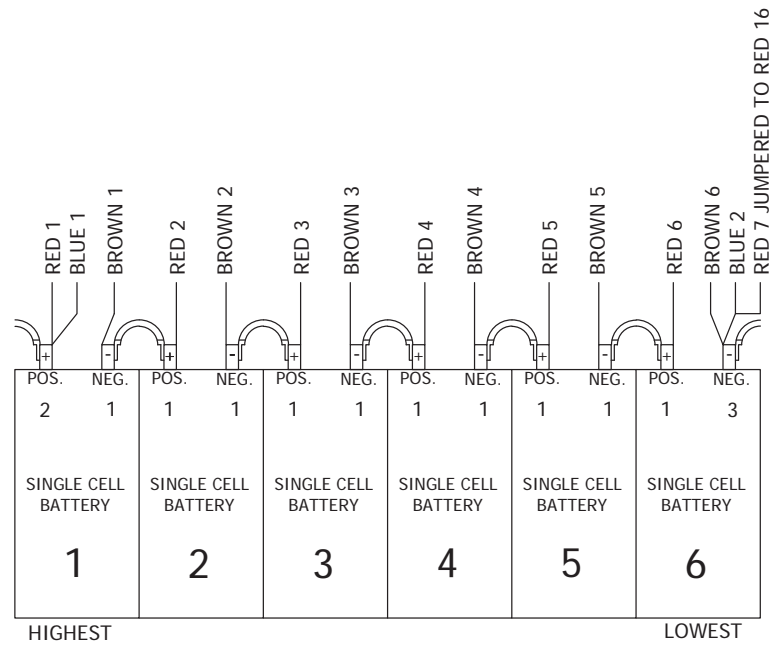 RED 1
BLUE 1
BROWN 1
RED 2
BROWN 2
RED 3
BROWN 3
RED 4
BROWN 4
RED 5
BROWN 5
RED 6
BROWN 6
BLUE 2
RED 7 JUMPERED TO RED 16
+ - + - + - + - + - + -
POS. NEG. POS. NEG. POS. NEG. POS. NEG. POS. NEG. POS. NEG.
2 1 1 1 1 1 1 1 1 1 1 3
SINGLE CELL SINGLE CELL SINGLE CELL SINGLE CELL SINGLE CELL SINGLE CELL
BATTERY BATTERY BATTERY BATTERY BATTERY BATTERY
1 2 3 4 5 6
HIGHEST LOWEST